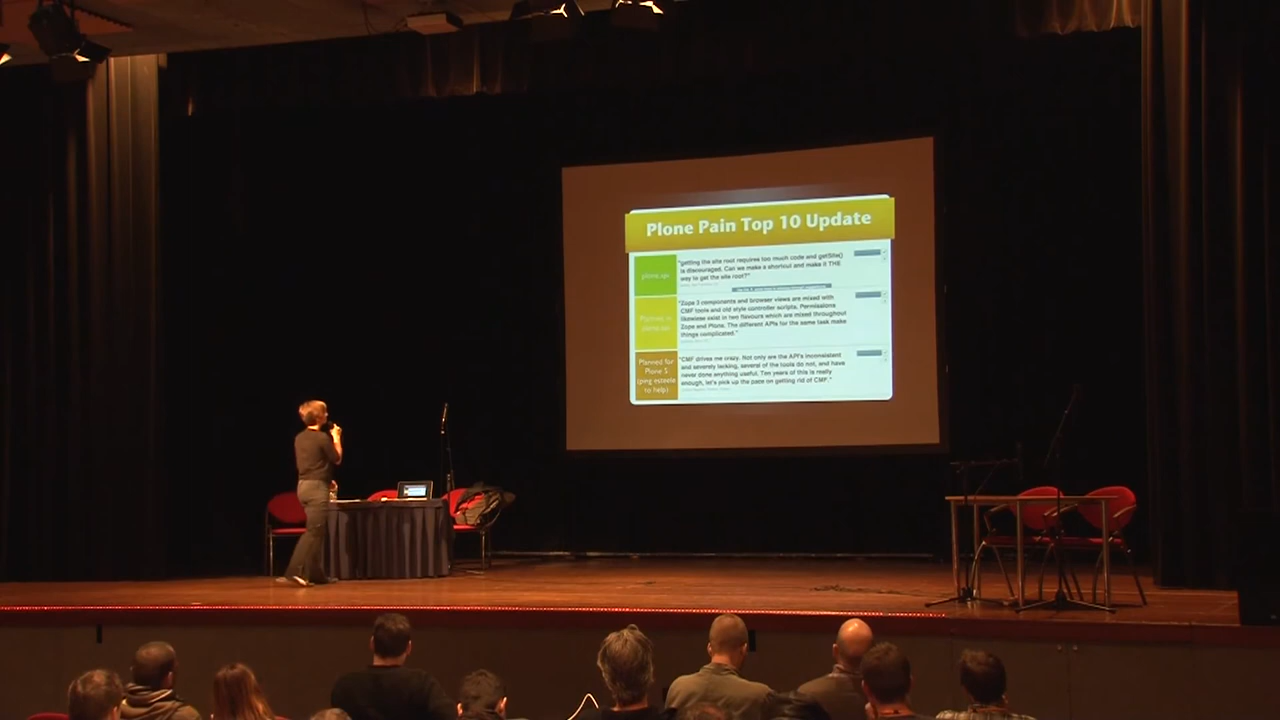 Plone Pain Top 10 Update
plone.api
"getting the site root requires too much code and getSite()
is discouraged. Can we make a shortcut and make it THE
way to get the site root?"
Planned in
plone.api
"Zope 3 components and browser views are mixed with
CMF tools and old style controller scripts. Permissions
likewise exist in two flavours which are mixed throughout
Zope and Plone. The different APIs for the same task make
things complicated."
Planned for
Plone 5
(ping esteele
to help)
"CMF drives me crazy. Not only are the API's inconsistent
and severely lacking, several of the tools do not, and have
never done anything useful. Ten years of this is really
enough, let's pick up the pace on getting rid of CMF."